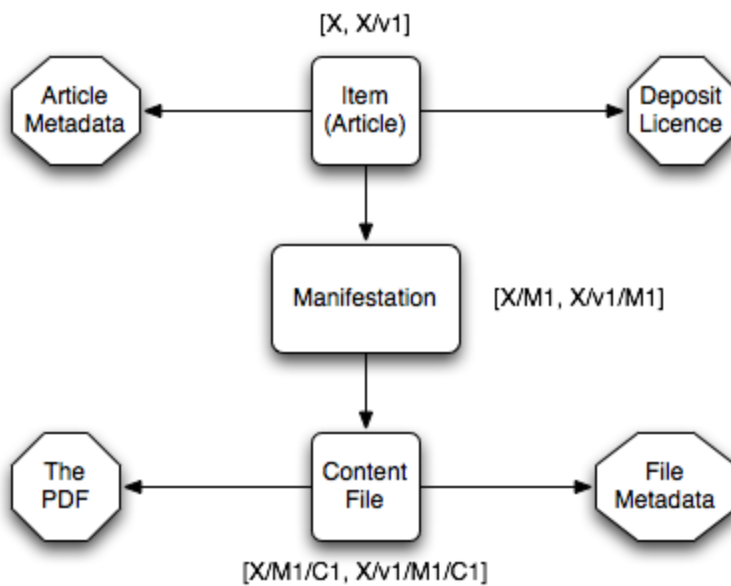 [X, X/v1]
Article
Metadata
Item
(Article)
Deposit
Licence
Manifestation
[X/M1, X/v1/M1]
The
PDF
Content
File
File
Metadata
[X/M1/C1, X/v1/M1/C1]